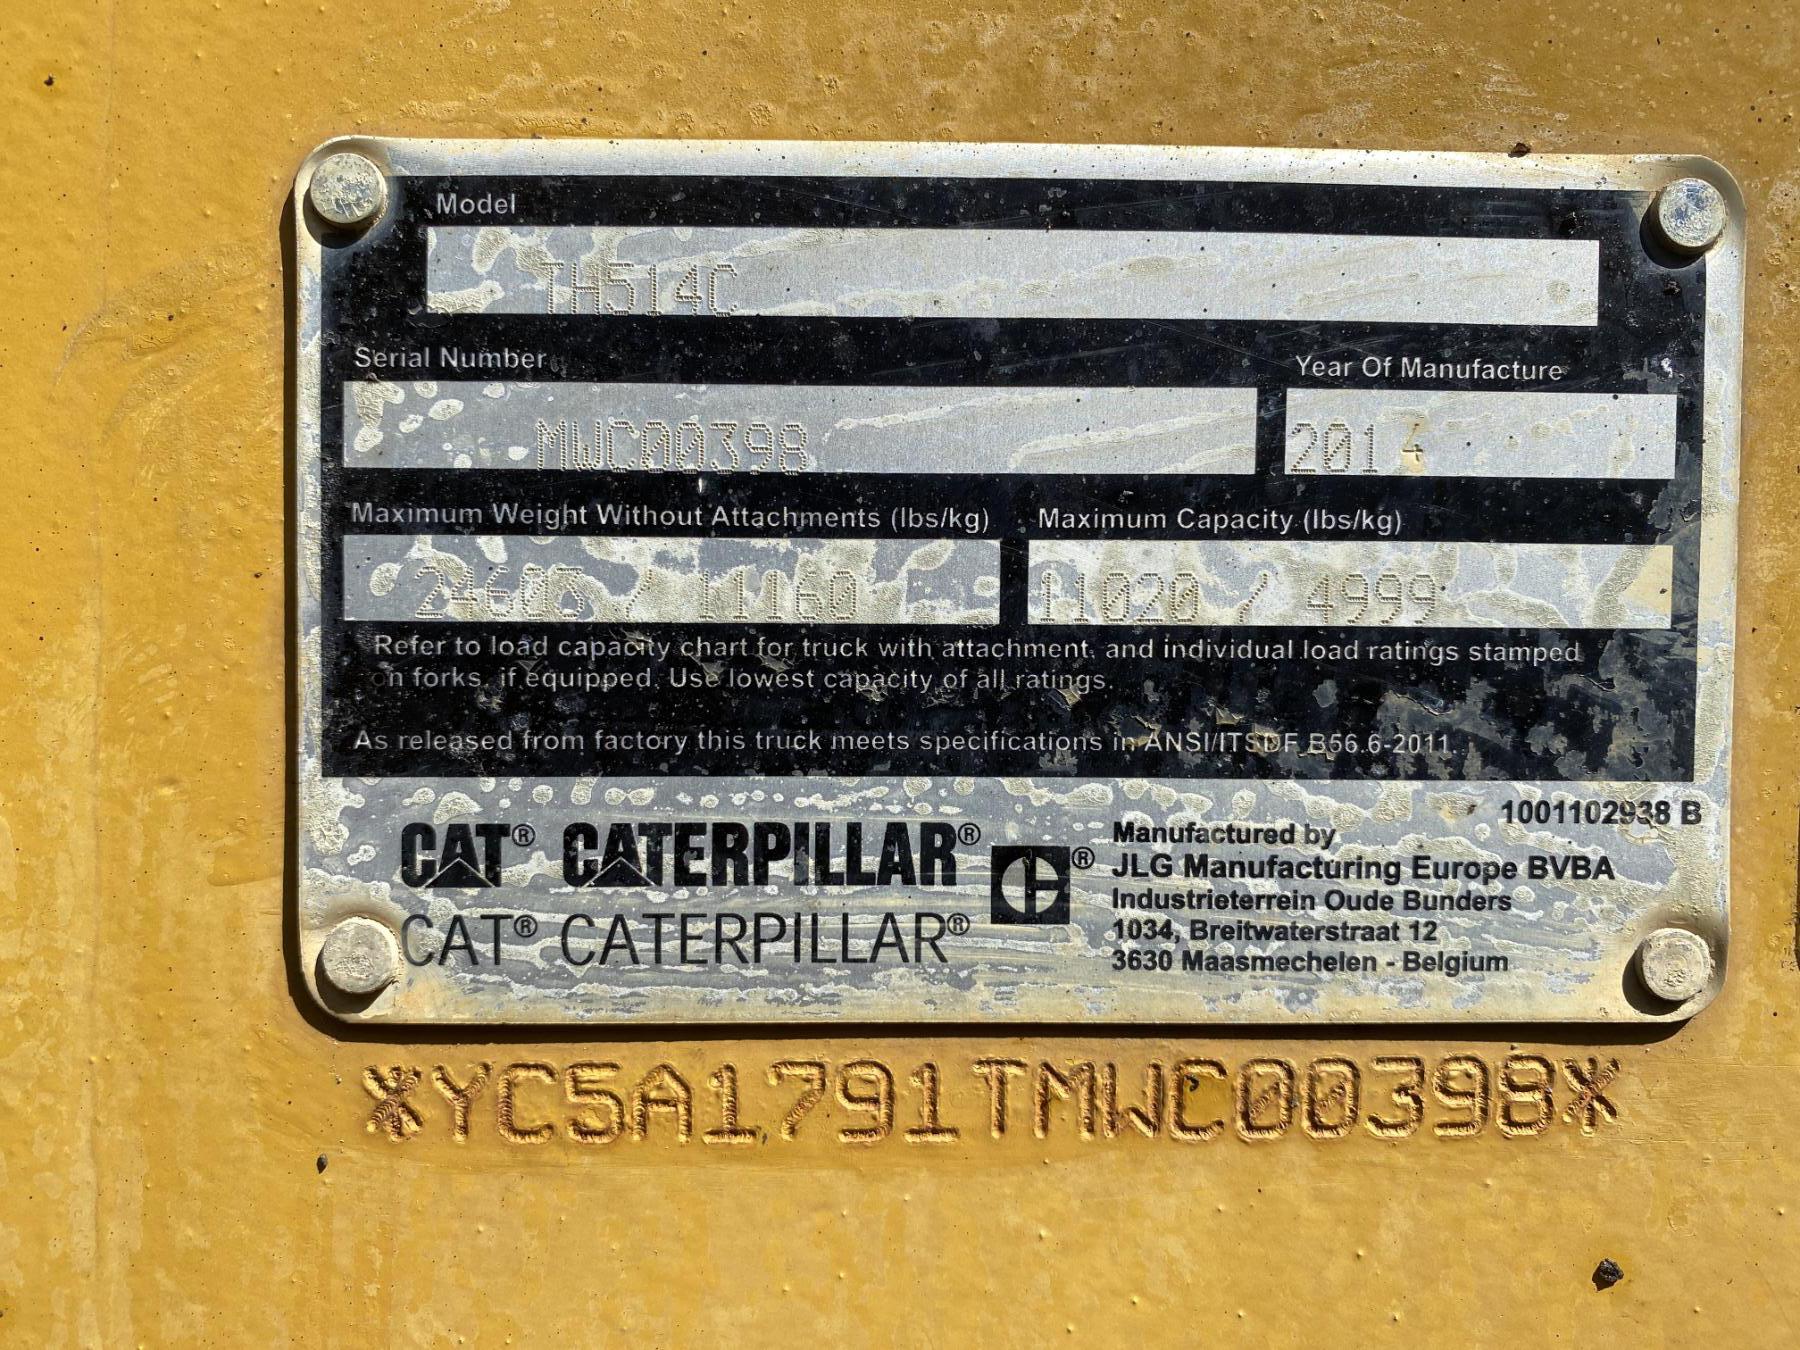 Model
TH514C
Serial Number
MWC00398
Year Of Manufacture
Maximum Weight Without Attachments (lbs/kg)
24603 / 11160
Maximum Capacity (lbs/kg)
11020 / 4999
Refer to load capacity chart for truck with attachment, and individual load ratings stamped
on forks, if equipped. Use lowest capacity of all ratings.
As released from factory this truck meets specifications in ANSI/ITSDF B56.6-2011.
1001102938 B
CAT® CATERPILLAR®
CAT® CATERPILLAR®
®
Manufactured by
JLG Manufacturing Europe BVBA
Industrieterrein Oude Bunders
1034, Breitwaterstraat 12
3630 Maasmechelen - Belgium
*YC5A1791TMWC00398*